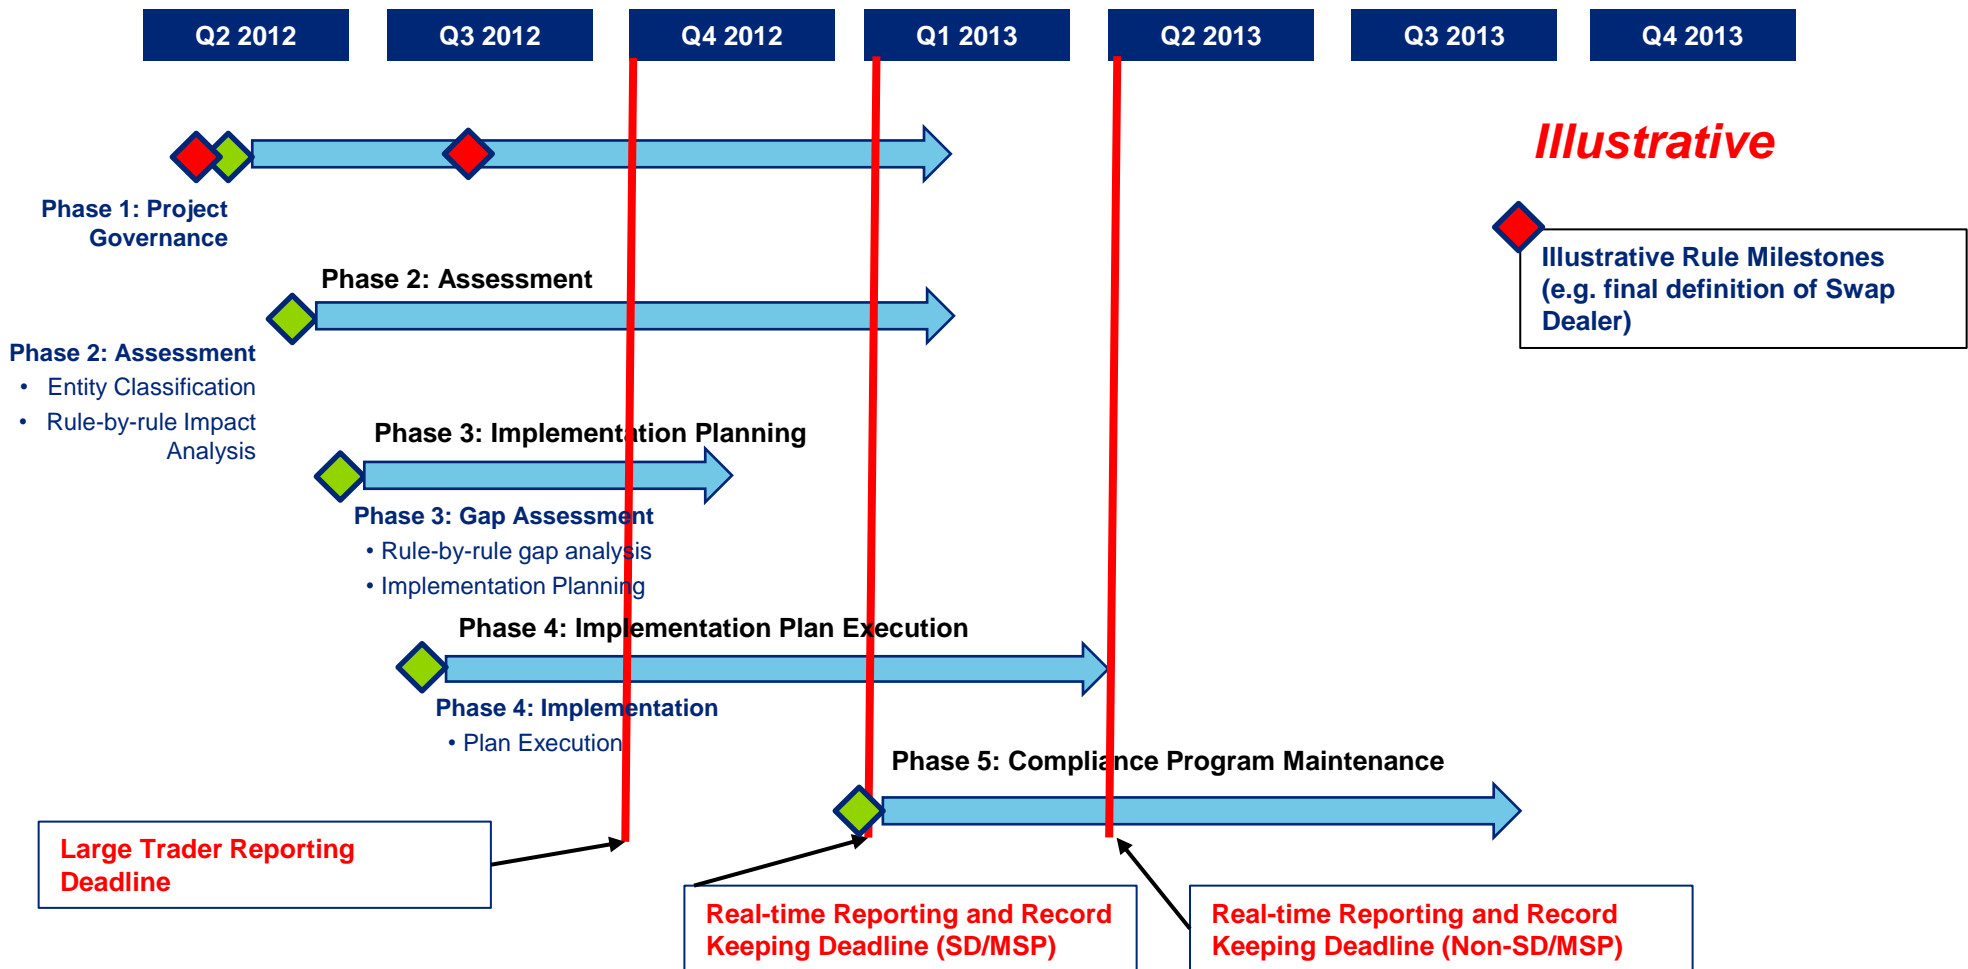 Q2 2012
Q3 2012
Q4 2012
Q1 2013
Q2 2013
Q3 2013
Q4 2013
Illustrative
Phase 1: Project
Governance
Illustrative Rule Milestones
(e.g. final definition of Swap
Dealer)
Phase 2: Assessment
Phase 2: Assessment
• Entity Classification
• Rule-by-rule Impact
Analysis
Phase 3: Implementation Planning
Phase 3: Gap Assessment
• Rule-by-rule gap analysis
• Implementation Planning
Phase 4: Implementation Plan Execution
Phase 4: Implementation
• Plan Execution
Phase 5: Compliance Program Maintenance
Large Trader Reporting
Deadline
Real-time Reporting and Record
Keeping Deadline (SD/MSP)
Real-time Reporting and Record
Keeping Deadline (Non-SD/MSP)